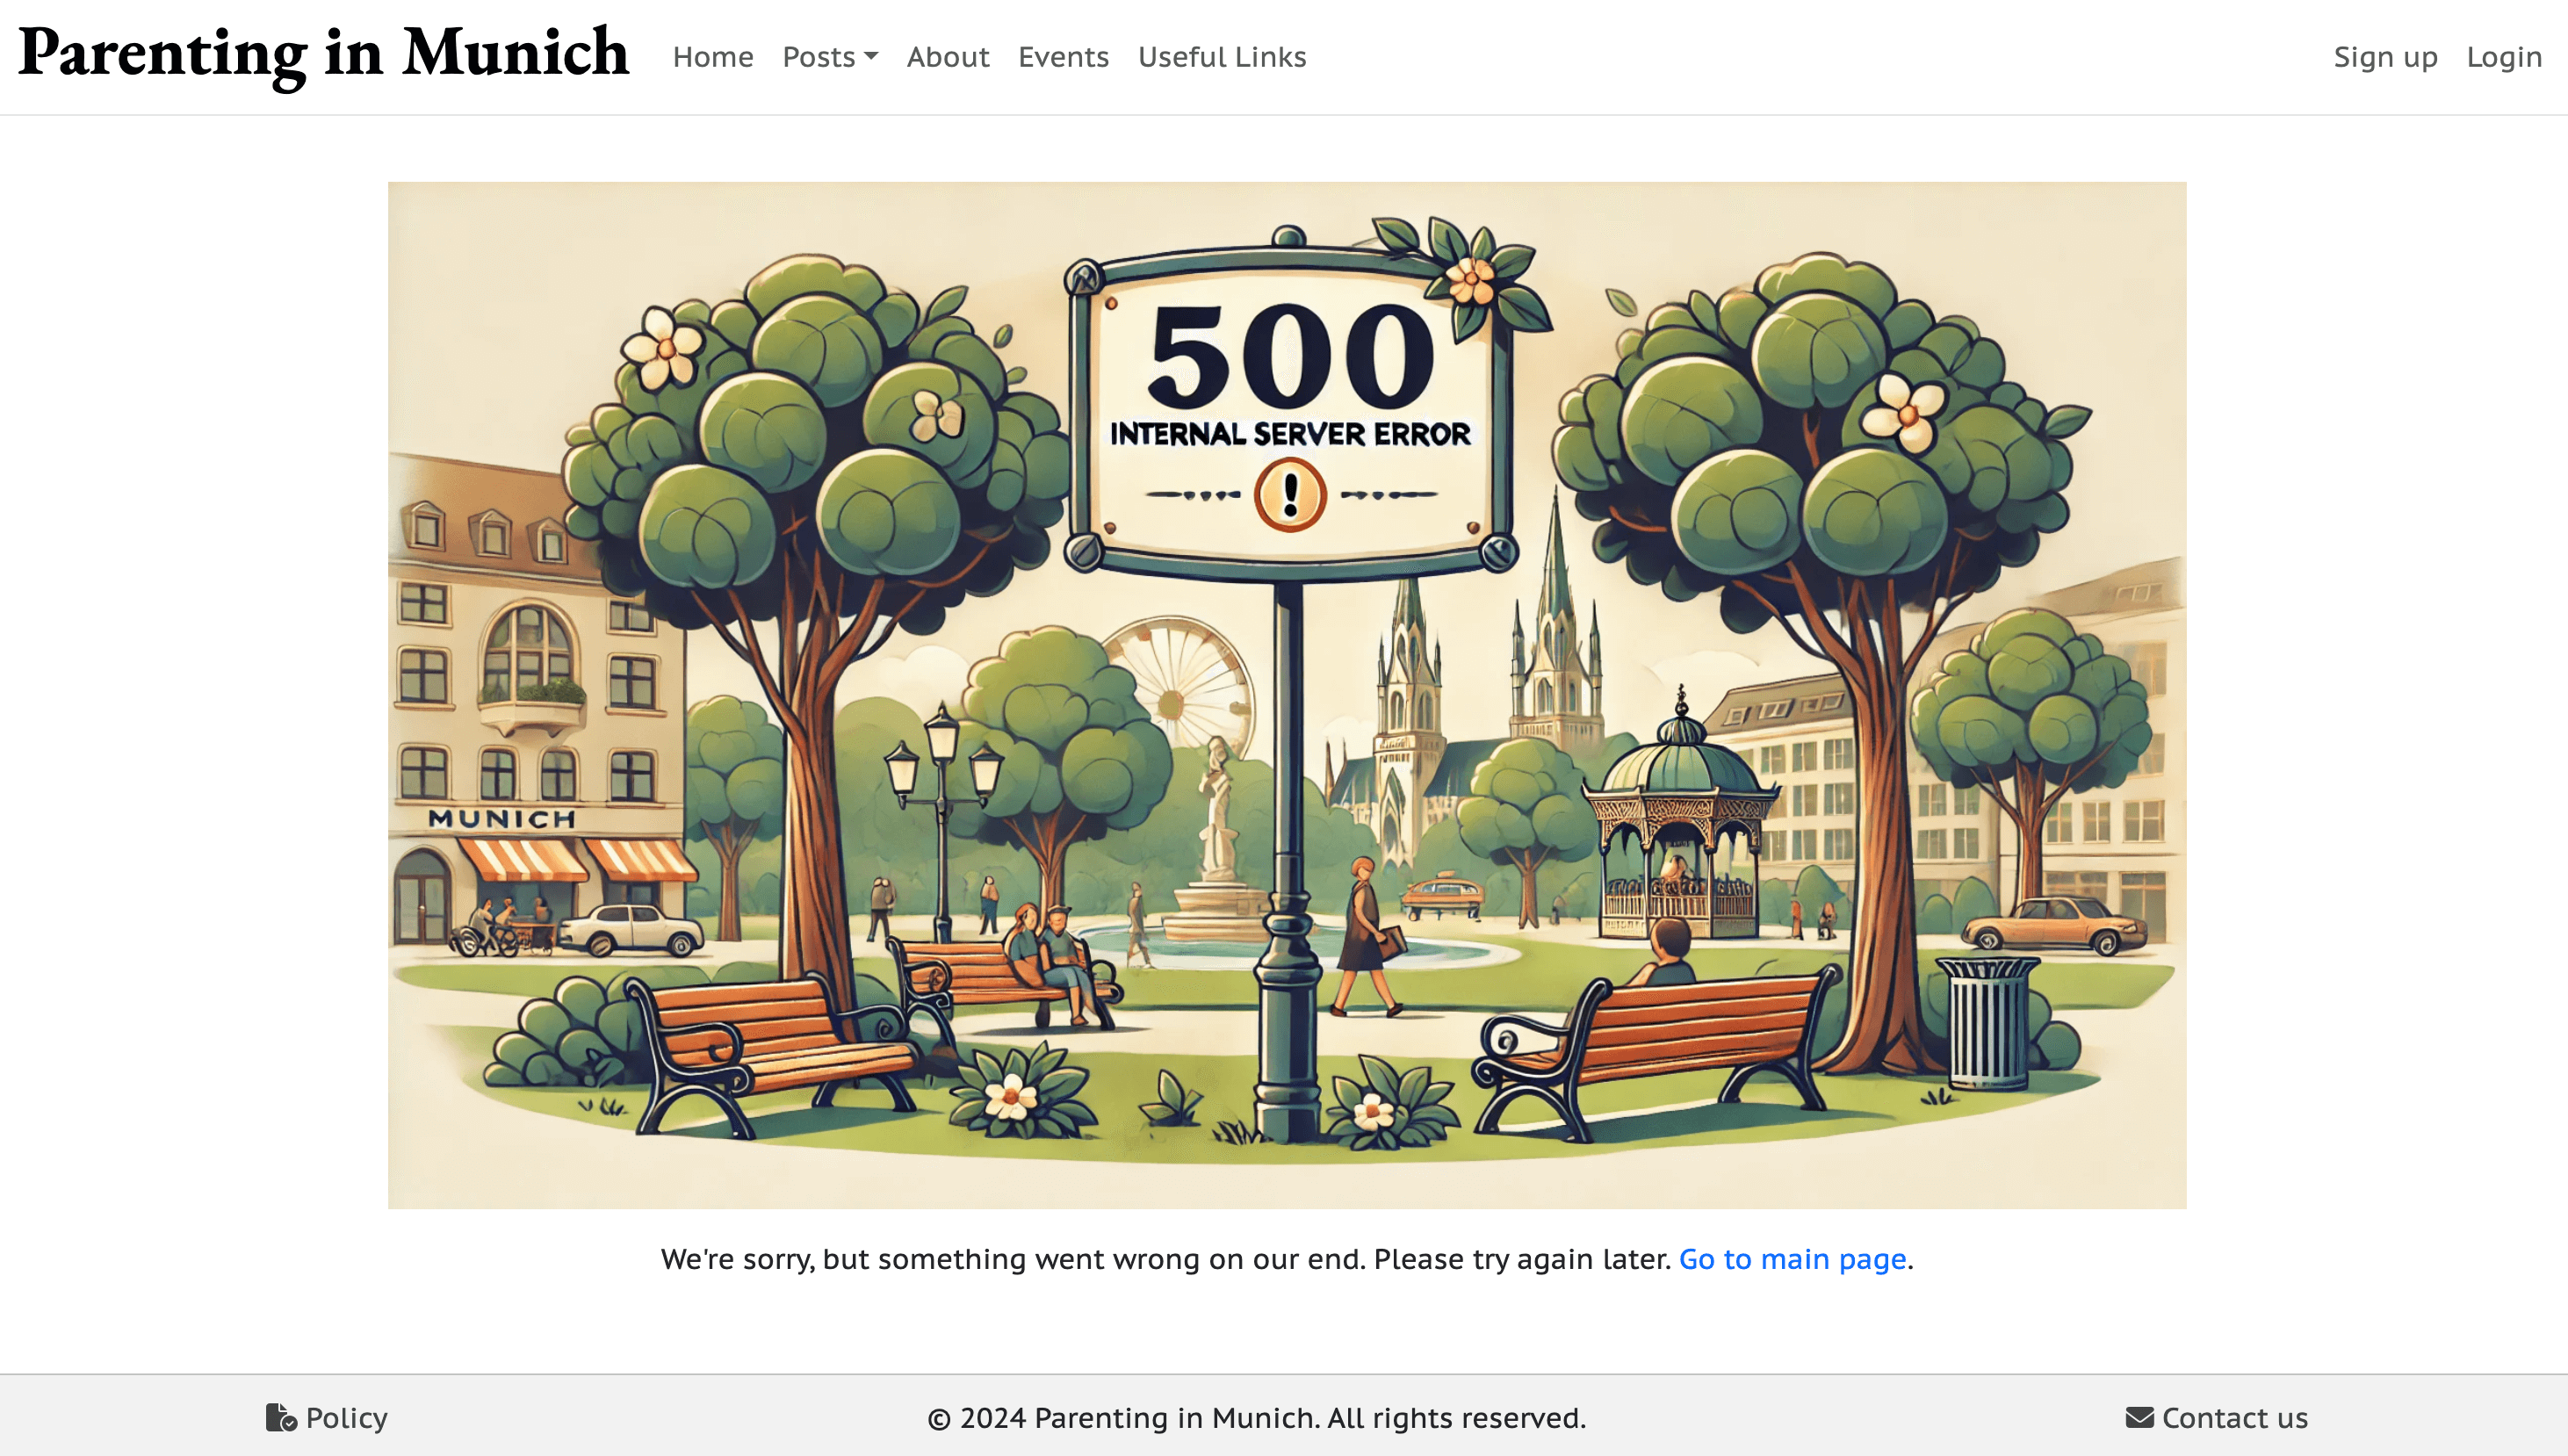 Parenting in Munich
Home Posts About Events Useful Links Sign up Login
500
INTERNAL SERVER ERROR
!
MUNICH
We're sorry, but something went wrong on our end. Please try again later. Go to main page.
Policy © 2024 Parenting in Munich. All rights reserved. Contact us